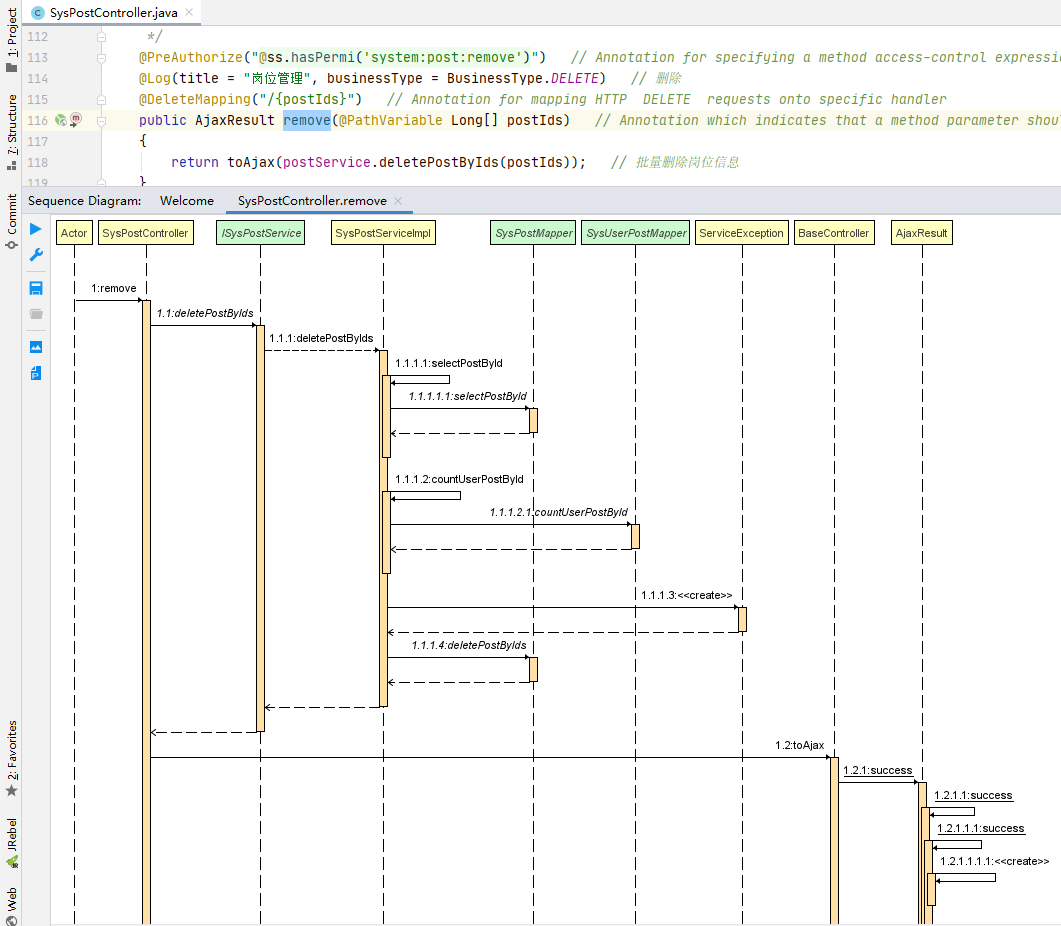 SysPostController.java
1: Project
7: Structure
Commit
2: Favorites
JRebel
Web
112 */
113 @PreAuthorize("@ss.hasPermi('system:post:remove')") // Annotation for specifying a method access-control expressi
114 @Log(title = "岗位管理", businessType = BusinessType.DELETE) // 删除
115 @DeleteMapping("/{postIds}") // Annotation for mapping HTTP DELETE requests onto specific handler
116 public AjaxResult remove(@PathVariable Long[] postIds) // Annotation which indicates that a method parameter shou
117 {
118 return toAjax(postService.deletePostByIds(postIds)); // 批量删除岗位信息
119 }
Sequence Diagram: Welcome SysPostController.remove
Actor SysPostController ISysPostService SysPostServiceImpl SysPostMapper SysUserPostMapper ServiceException BaseController AjaxResult
1:remove
1.1:deletePostByIds
1.1.1:deletePostByIds
1.1.1.1:selectPostById
1.1.1.1.1:selectPostById
1.1.1.2:countUserPostById
1.1.1.2.1:countUserPostById
1.1.1.3:<<create>>
1.1.1.4:deletePostByIds
1.2:toAjax
1.2.1:success
1.2.1.1:success
1.2.1.1.1:success
1.2.1.1.1.1:<<create>>